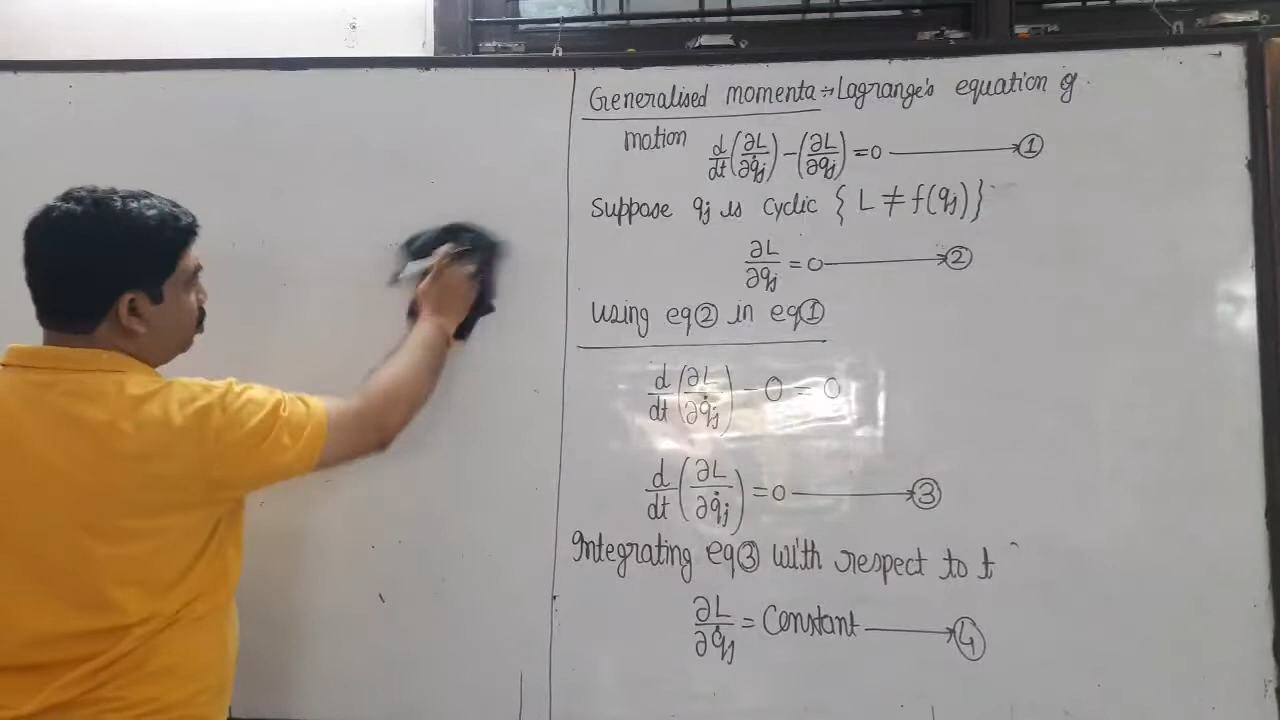 Generalised momenta → Lagrange's equation of
motion d/dt(∂L/∂q̇j) − (∂L/∂qj) = 0 ⟶ ①
Suppose qj is cyclic { L ≠ f(qj) }
∂L/∂qj = 0 ⟶ ②
Using eq② in eq①
d/dt(∂L/∂q̇j) − 0 = 0
d/dt(∂L/∂q̇j) = 0 ⟶ ③
Integrating eq③ with respect to t
∂L/∂q̇j = Constant ⟶ ④